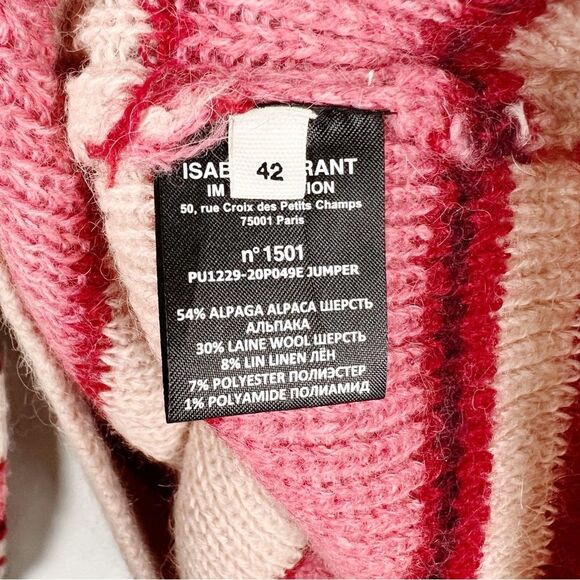 42
50, rue Croix des Petits Champs
75001 Paris
n°1501
PU1229-20P049E JUMPER
54% ALPAGA ALPACA ШЕРСТЬ
АЛЬПАКА
30% LAINE WOOL ШЕРСТЬ
8% LIN LINEN ЛЁН
7% POLYESTER ПОЛИЭСТЕР
1% POLYAMIDE ПОЛИАМИД